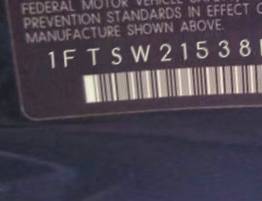 FEDERAL MOTOR VEHICLE
PREVENTION STANDARDS IN EFFECT
MANUFACTURE SHOWN ABOVE.
1FTSW21538